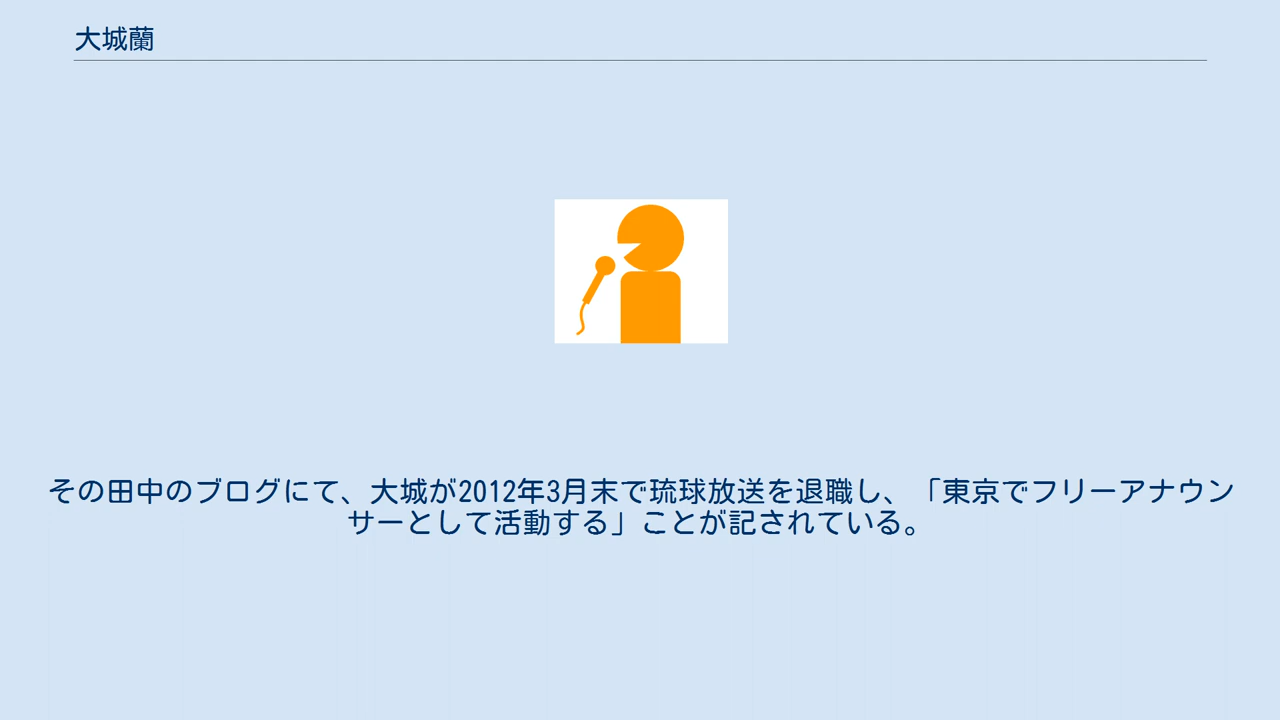 大城蘭
その田中のブログにて、大城が2012年3月末で琉球放送を退職し、「東京でフリーアナウン
サーとして活動する」ことが記されている。